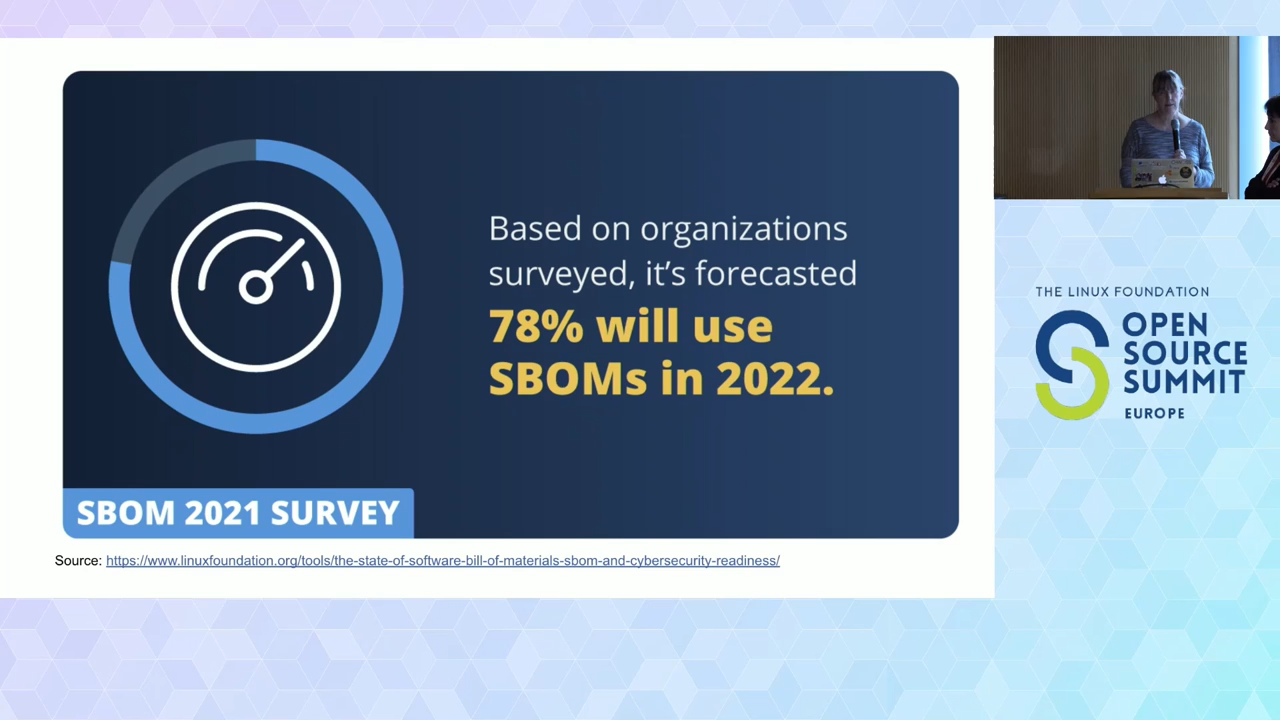 Based on organizations
surveyed, it's forecasted
78% will use
SBOMs in 2022.
SBOM 2021 SURVEY
Source: https://www.linuxfoundation.org/tools/the-state-of-software-bill-of-materials-sbom-and-cybersecurity-readiness/
THE LINUX FOUNDATION
OPEN
SOURCE
SUMMIT
EUROPE